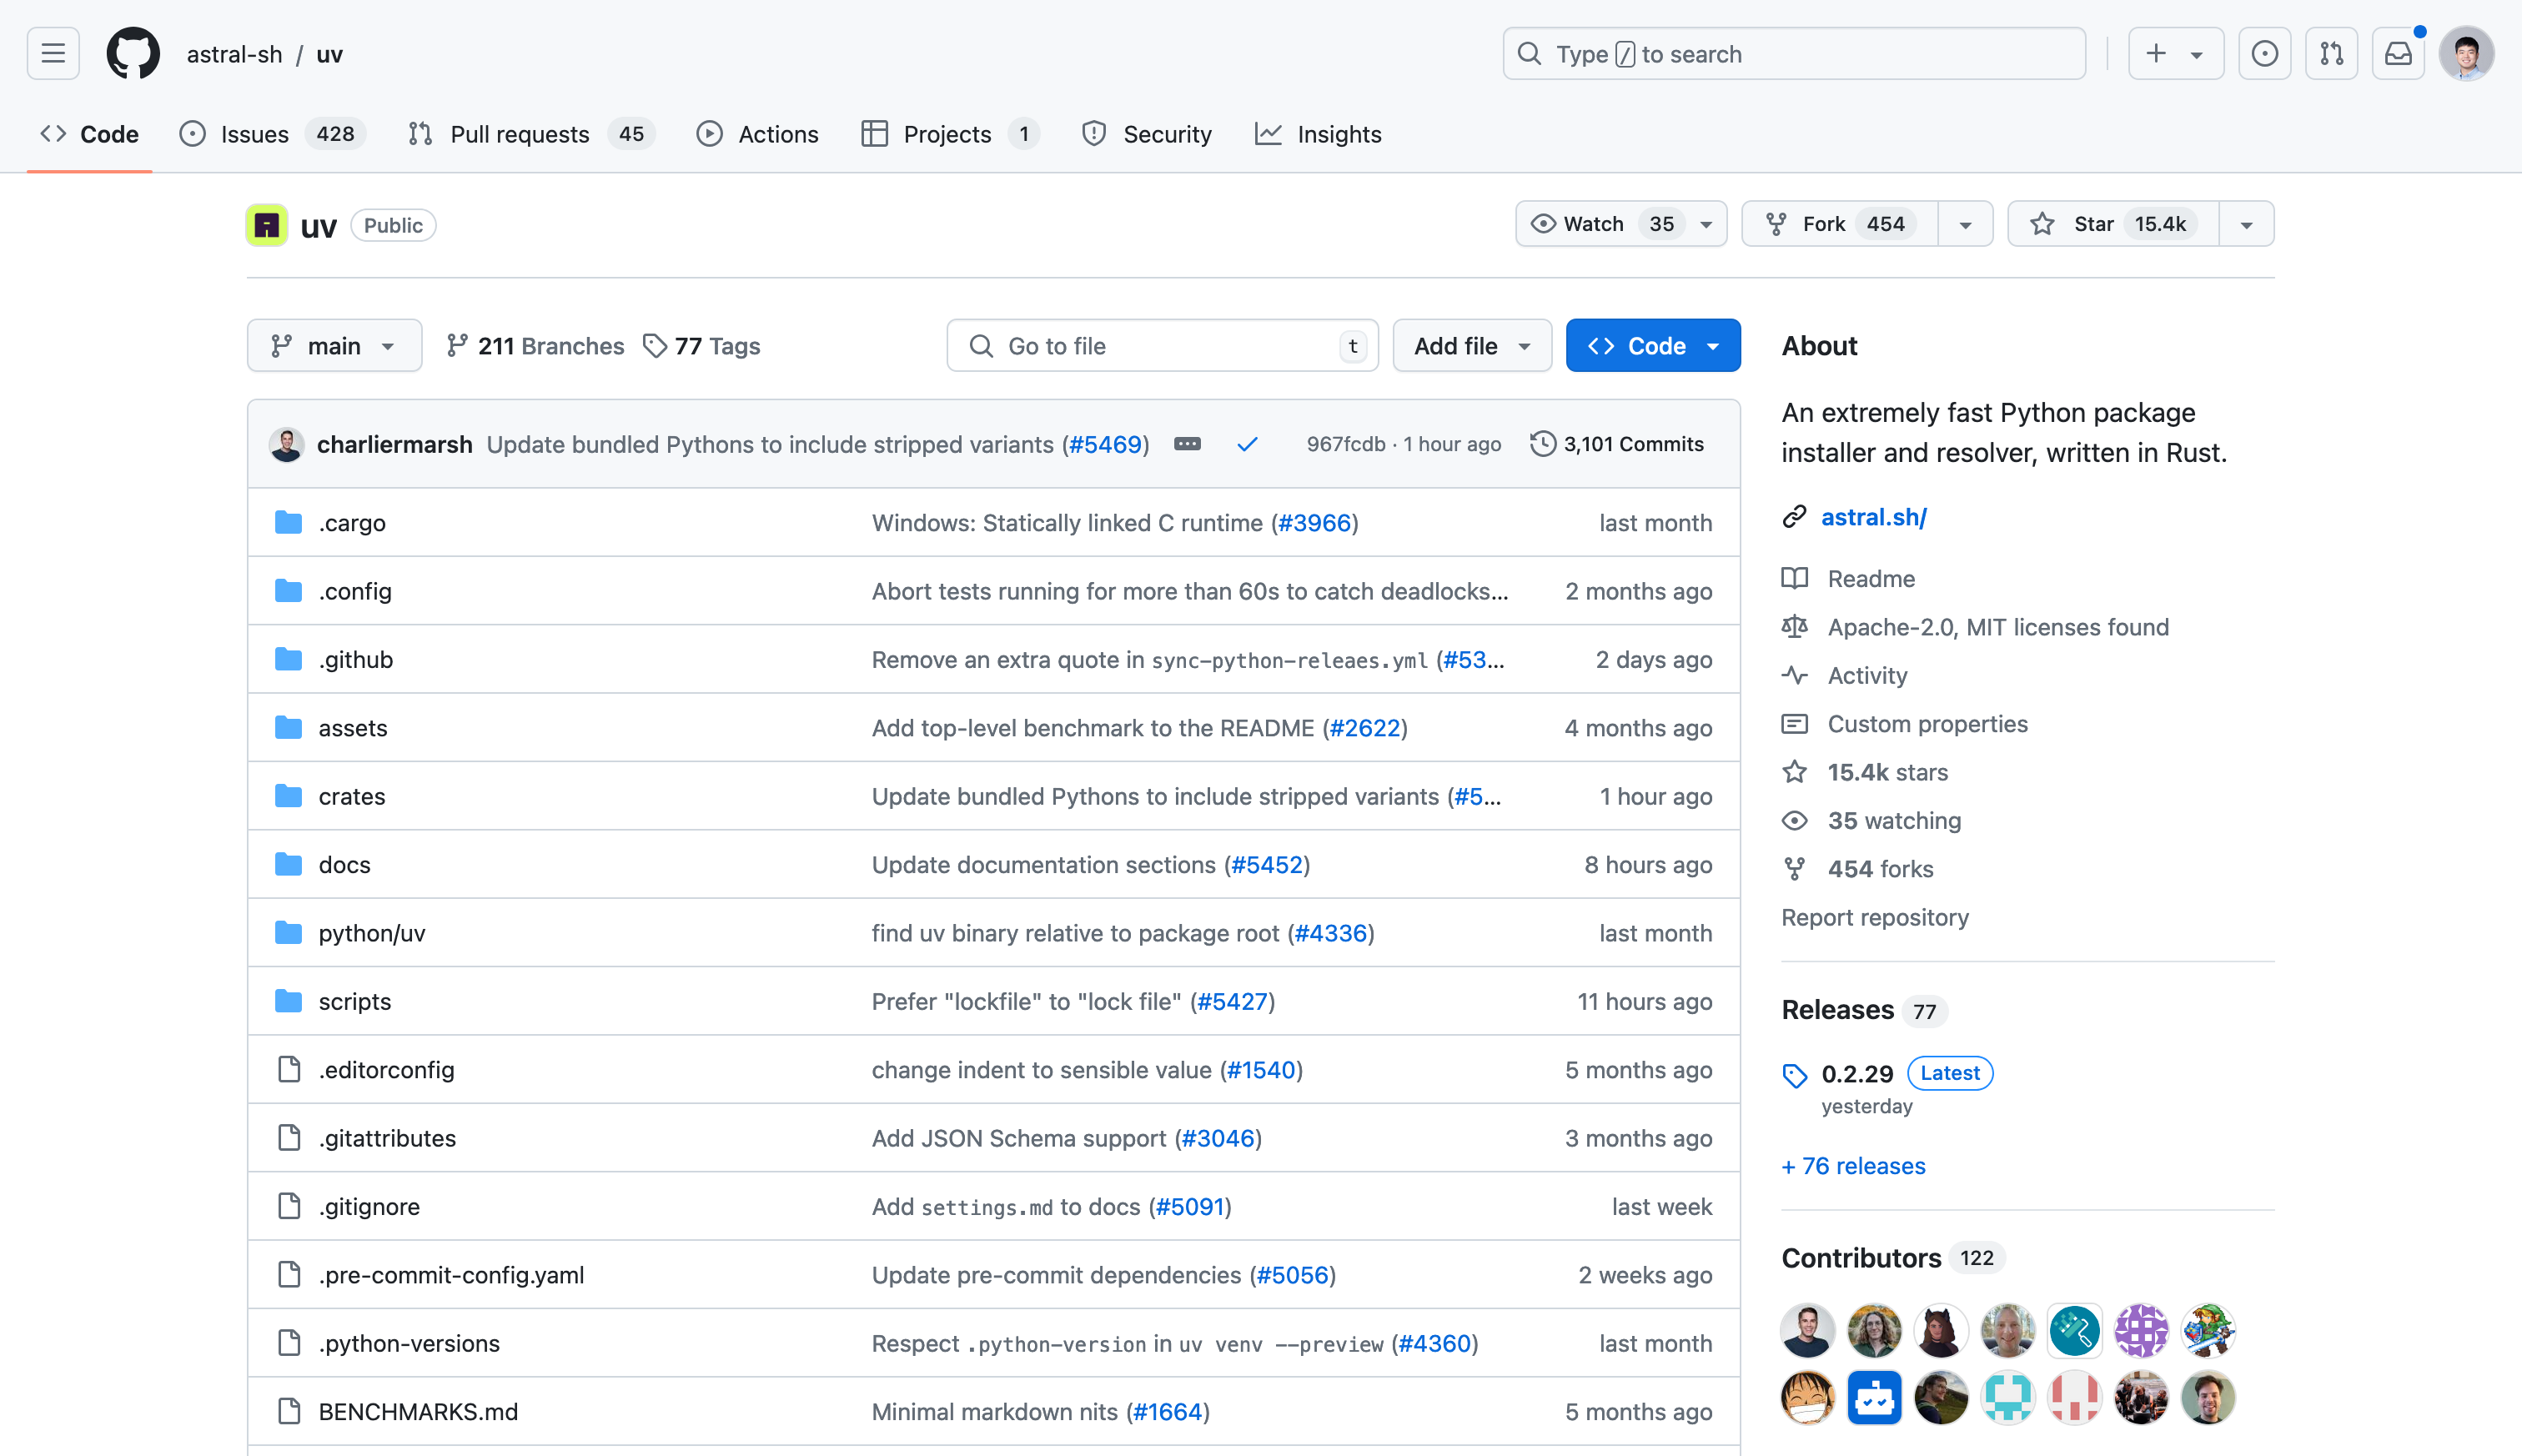 astral-sh / uv
Type / to search
Code
Issues 428
Pull requests 45
Actions
Projects 1
Security
Insights
uv Public
Watch 35
Fork 454
Star 15.4k
main
211 Branches
77 Tags
Go to file t
Add file
Code
charliermarsh Update bundled Pythons to include stripped variants (#5469) 967fcdb · 1 hour ago 3,101 Commits
.cargo Windows: Statically linked C runtime (#3966) last month
.config Abort tests running for more than 60s to catch deadlocks... 2 months ago
.github Remove an extra quote in sync-python-releaes.yml (#53... 2 days ago
assets Add top-level benchmark to the README (#2622) 4 months ago
crates Update bundled Pythons to include stripped variants (#5... 1 hour ago
docs Update documentation sections (#5452) 8 hours ago
python/uv find uv binary relative to package root (#4336) last month
scripts Prefer "lockfile" to "lock file" (#5427) 11 hours ago
.editorconfig change indent to sensible value (#1540) 5 months ago
.gitattributes Add JSON Schema support (#3046) 3 months ago
.gitignore Add settings.md to docs (#5091) last week
.pre-commit-config.yaml Update pre-commit dependencies (#5056) 2 weeks ago
.python-versions Respect .python-version in uv venv --preview (#4360) last month
BENCHMARKS.md Minimal markdown nits (#1664) 5 months ago
About
An extremely fast Python package
installer and resolver, written in Rust.
astral.sh/
Readme
Apache-2.0, MIT licenses found
Activity
Custom properties
15.4k stars
35 watching
454 forks
Report repository
Releases 77
0.2.29 Latest
yesterday
+ 76 releases
Contributors 122